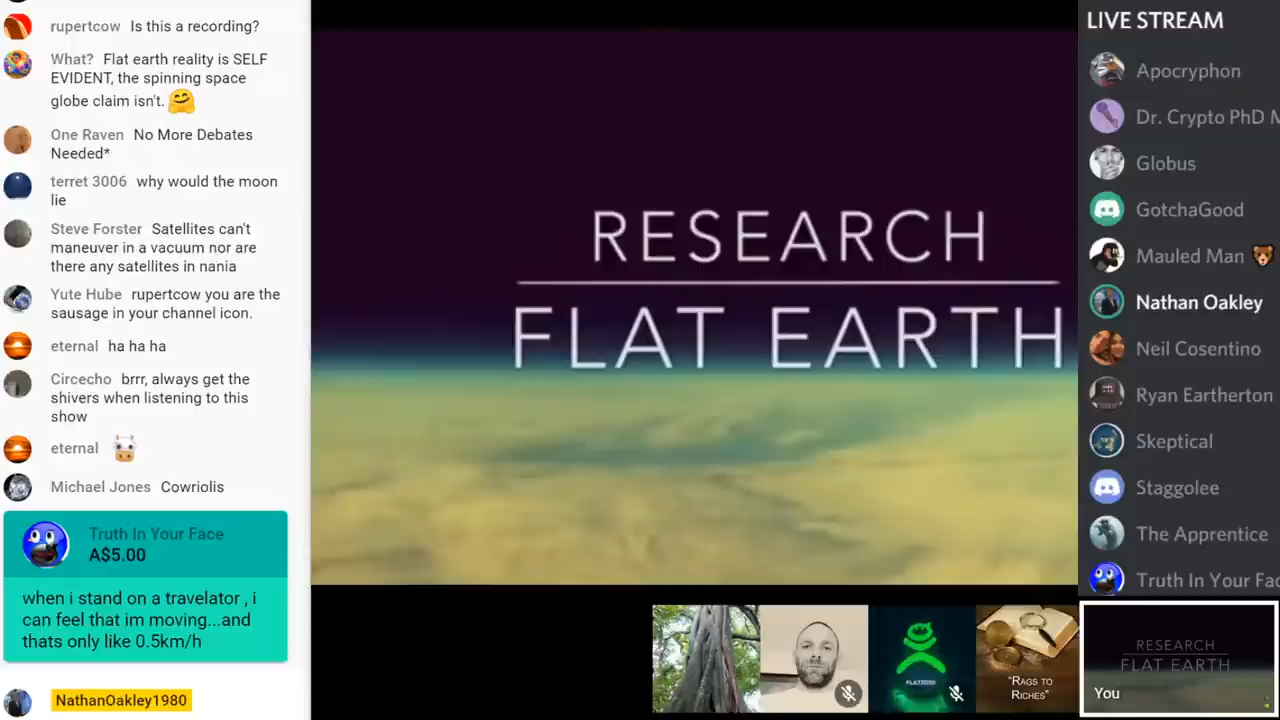 rupertcow Is this a recording?
What? Flat earth reality is SELF
EVIDENT, the spinning space
globe claim isn't.
One Raven No More Debates
Needed*
terret 3006 why would the moon
lie
Steve Forster Satellites can't
maneuver in a vacuum nor are
there any satellites in nania
Yute Hube rupertcow you are the
sausage in your channel icon.
eternal ha ha ha
Circecho brrr, always get the
shivers when listening to this
show
eternal
Michael Jones Cowriolis
Truth In Your Face
A$5.00
when i stand on a travelator , i
can feel that im moving...and
thats only like 0.5km/h
NathanOakley1980
RESEARCH
FLAT EARTH
LIVE STREAM
Apocryphon
Dr. Crypto PhD M
Globus
GotchaGood
Mauled Man
Nathan Oakley
Neil Cosentino
Ryan Eartherton
Skeptical
Staggolee
The Apprentice
Truth In Your Fac
"RAGS TO
RICHES"
RESEARCH
FLAT EARTH
You